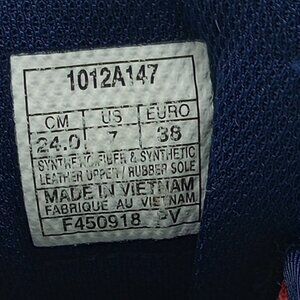 1012A147
CM US EURO
24.0 7 38
SYNTHETIC FIBER & SYNTHETIC
LEATHER UPPER / RUBBER SOLE
MADE IN VIETNAM
FABRIQUE AU VIETNAM
F450918 PV